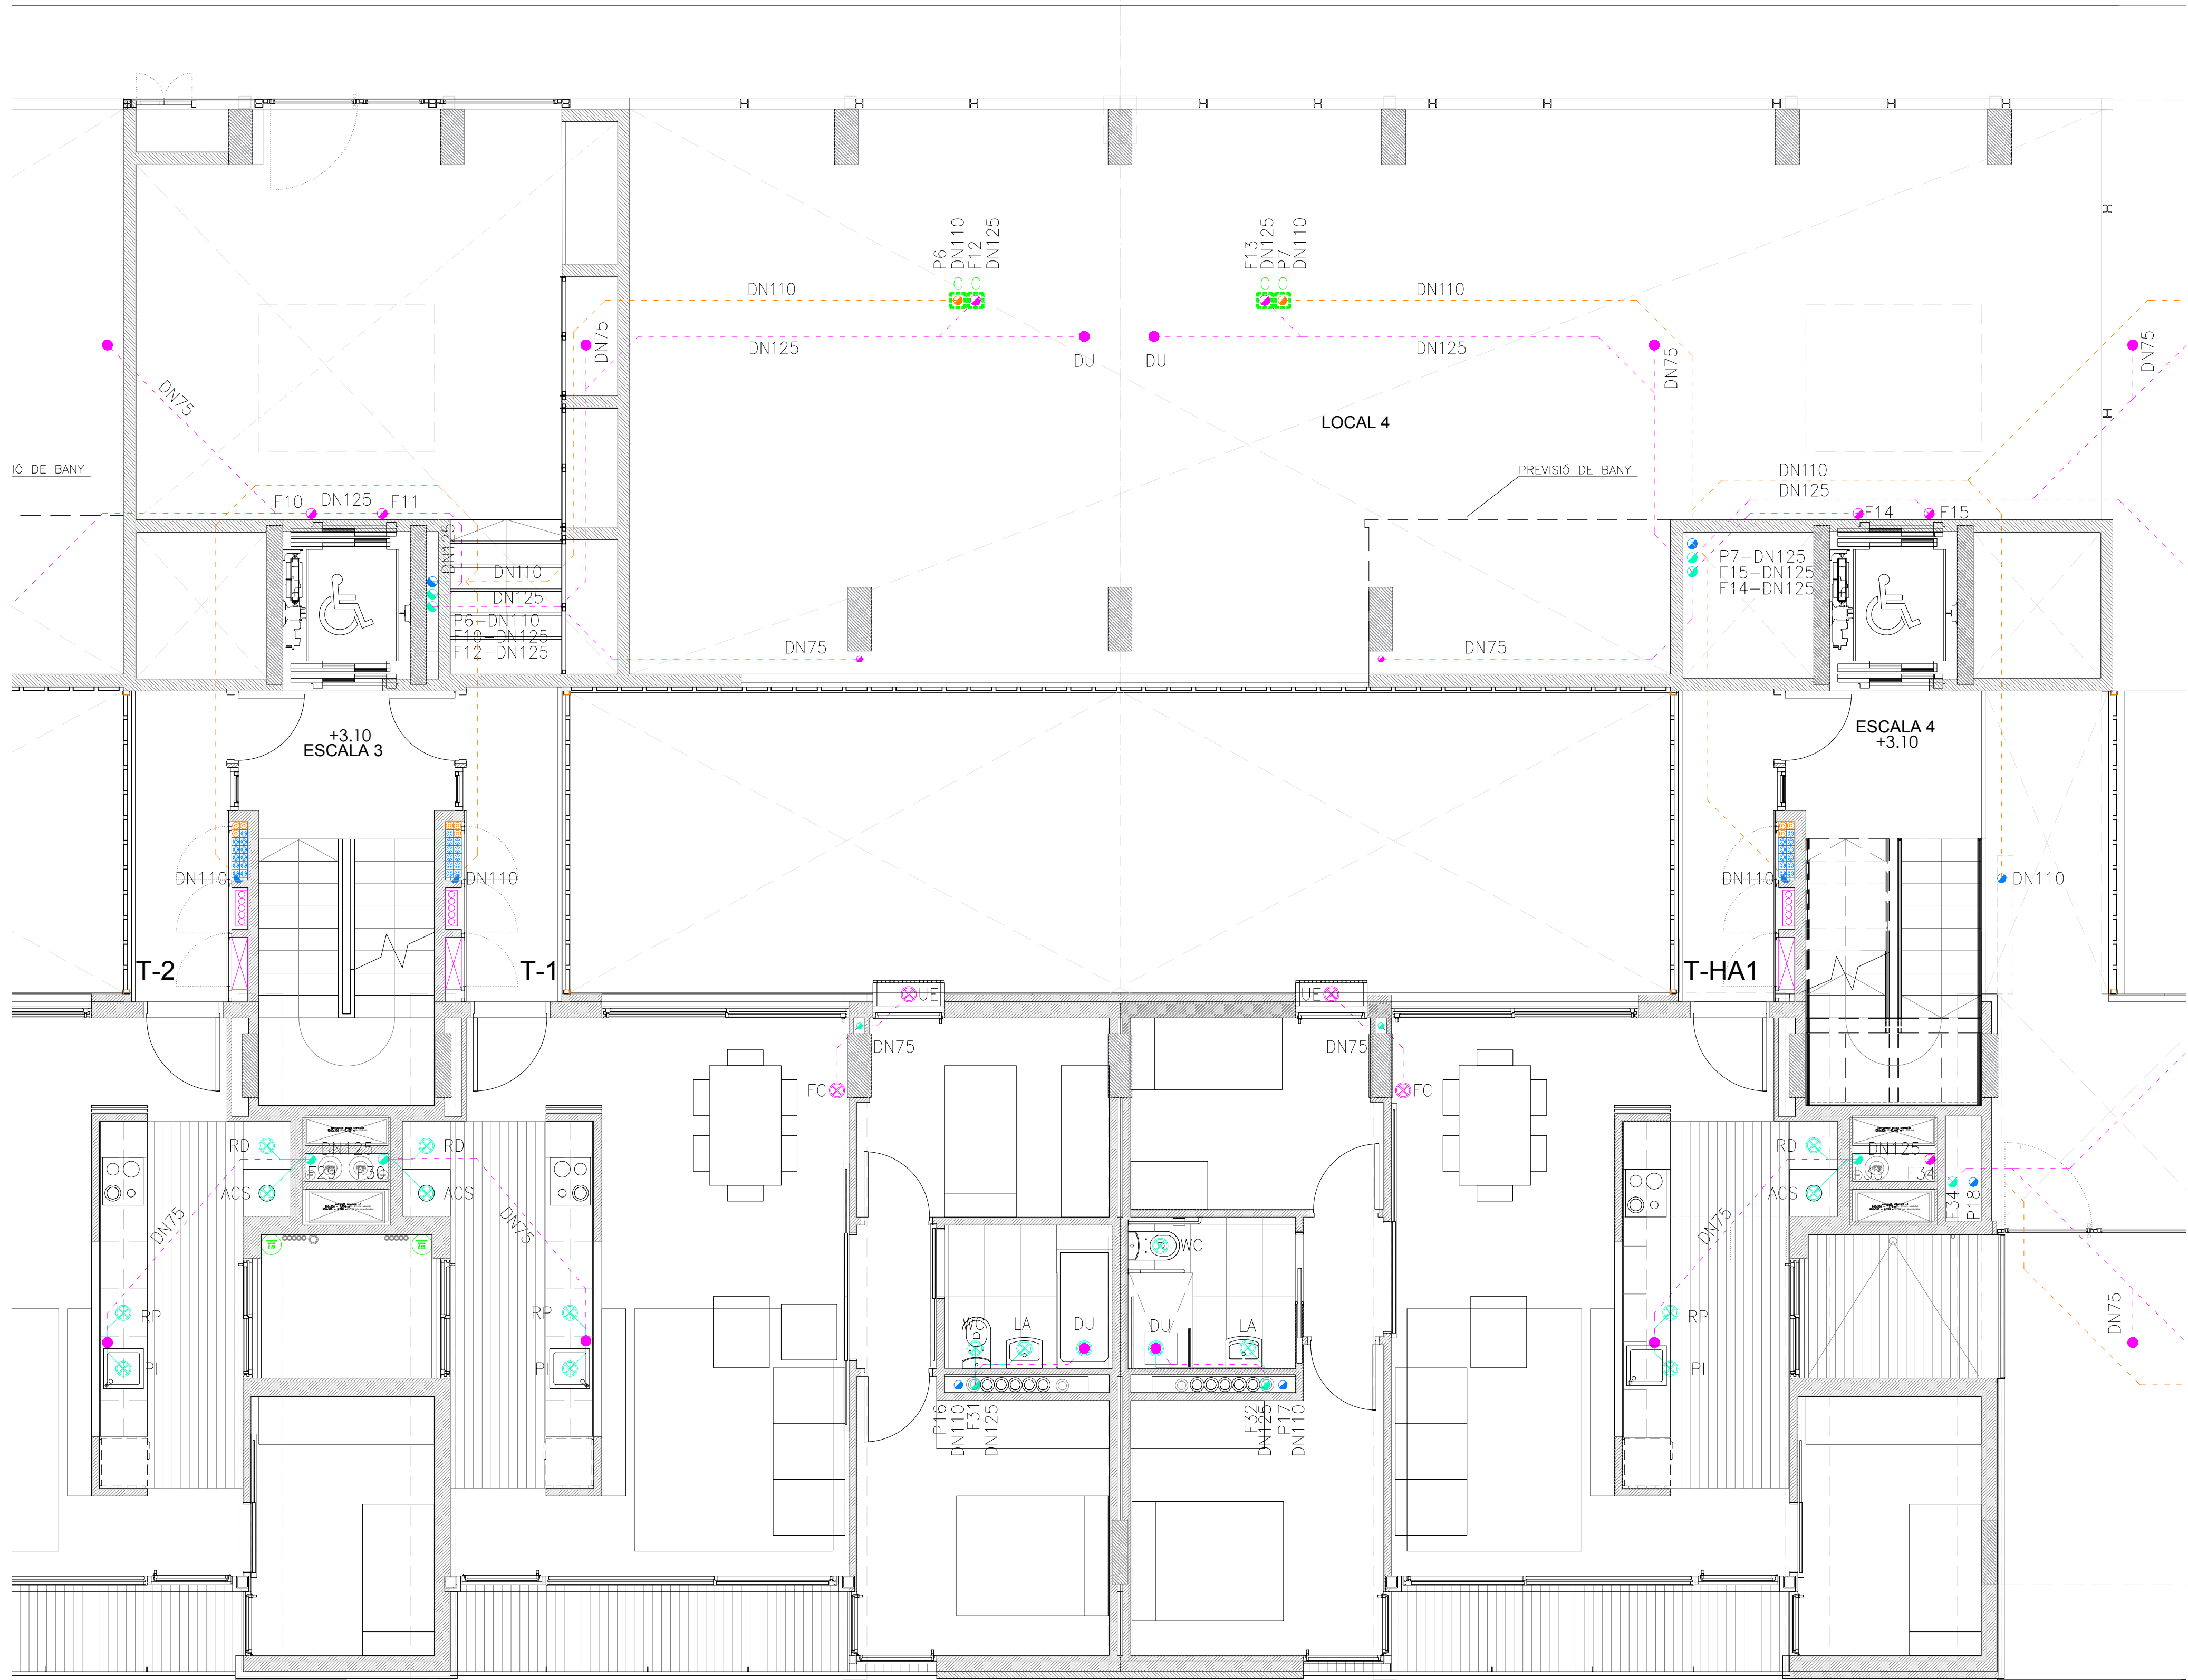 P6
DN110
F12
DN125
F13
DN125
P7
DN110
C
C
C
C
DN110
DN110
DN75
DN125
DN125
DU
DU
DN75
DN75
DN75
LOCAL 4
IÓ DE BANY
PREVISIÓ DE BANY
DN110
DN125
F10
DN125
F11
F14
F15
DN125
DN110
DN125
P6-DN110
F10-DN125
F12-DN125
P7-DN125
F15-DN125
F14-DN125
DN75
DN75
+3.10
ESCALA 3
ESCALA 4
+3.10
DN110
DN110
DN110
DN110
T-2
T-1
T-HA1
UE
UE
DN75
DN75
FC
FC
RD
DN125
RD
F29
F30
ACS
ACS
RD
DN125
F33
F34
ACS
F34
P18
DN75
DN75
DN75
WC
RP
RP
RP
PI
PI
PI
WC
LA
DU
DU
LA
DN75
P16
DN110
F31
DN125
F32
DN125
P17
DN110